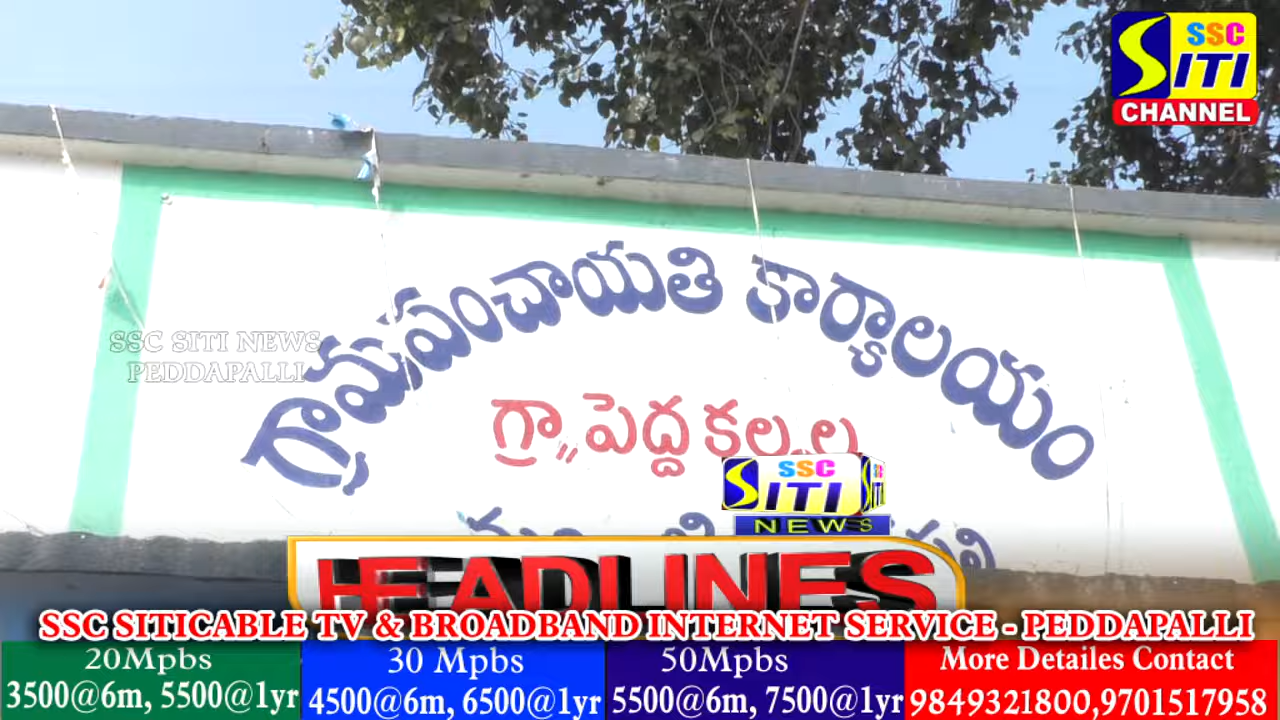 SSC
SITI
CHANNEL
గ్రామపంచాయతి కార్యాలయం
SSC SITI NEWS
PEDDAPALLI
గ్రా,, పెద్దకల్వల
SSC
SITI
NEWS
HEADLINES
SSC SITICABLE TV & BROADBAND INTERNET SERVICE - PEDDAPALLI
20Mpbs
3500@6m, 5500@1yr
30 Mpbs
4500@6m, 6500@1yr
50Mpbs
5500@6m, 7500@1yr
More Detailes Contact
9849321800,9701517958